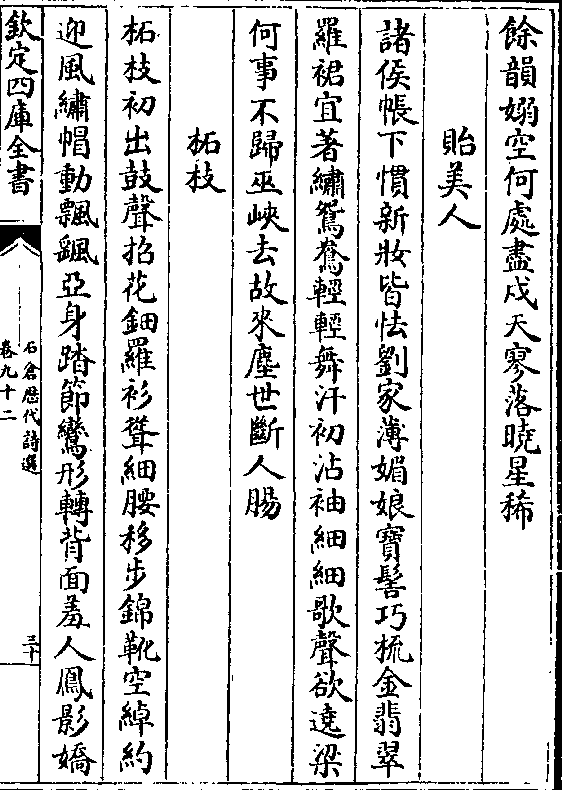 餘韻嫋空何處盡戍天寥落曉星稀
貽美人
諸侯帳下慣新妝皆怯劉家薄媚娘寶髻巧梳金翡翠
羅裙宜著繡鴛鴦輕輕舞汗初沾袖細細歌聲欲遶梁
何事不歸巫峽去故來塵世斷人腸
柘枝
柘枝初出鼓聲招花鈿羅衫聳細腰移步錦靴空綽約
迎風繡帽動飄颻亞身踏節鸞形轉背面羞人鳳影嬌
欽定四庫全書
石倉歷代詩選
卷九十二
三十